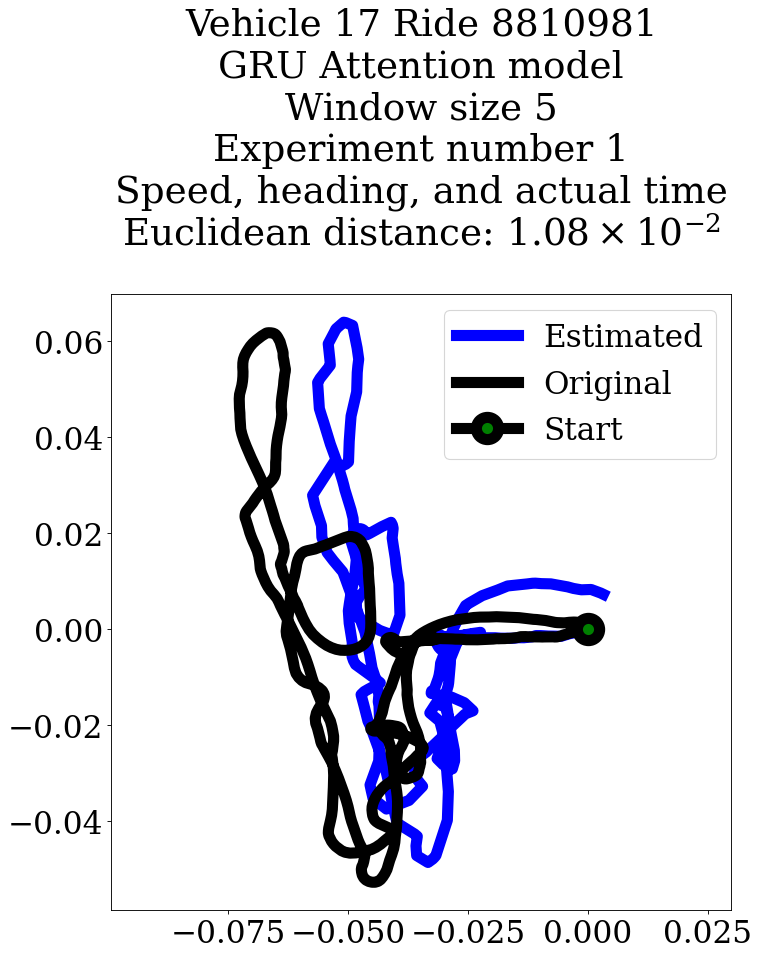 Vehicle 17 Ride 8810981
GRU Attention model
Window size 5
Experiment number 1
Speed, heading, and actual time
Euclidean distance: 1.08 × 10⁻²
Estimated
Original
Start
0.06
0.04
0.02
0.00
−0.02
−0.04
−0.075
−0.050
−0.025
0.000
0.025